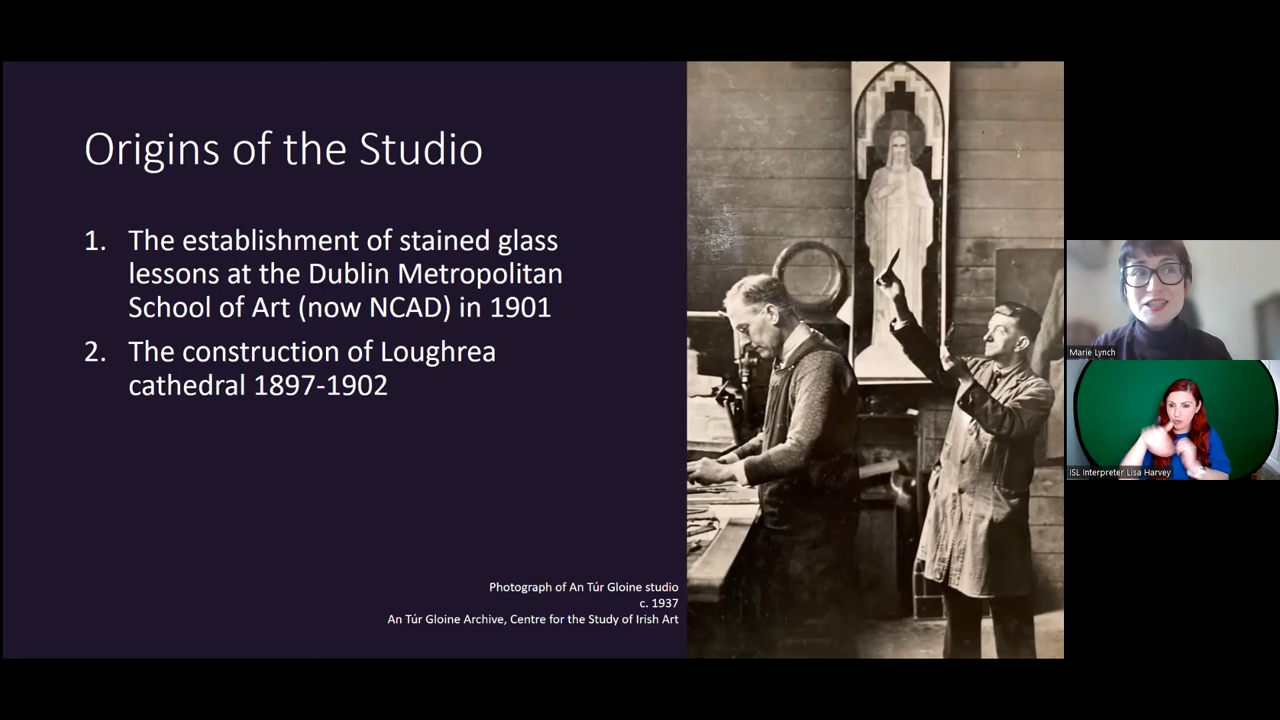 Origins of the Studio
1. The establishment of stained glass
lessons at the Dublin Metropolitan
School of Art (now NCAD) in 1901
2. The construction of Loughrea
cathedral 1897-1902
Photograph of An Túr Gloine studio
c. 1937
An Túr Gloine Archive, Centre for the Study of Irish Art
Marie Lynch
ISL Interpreter Lisa Harvey